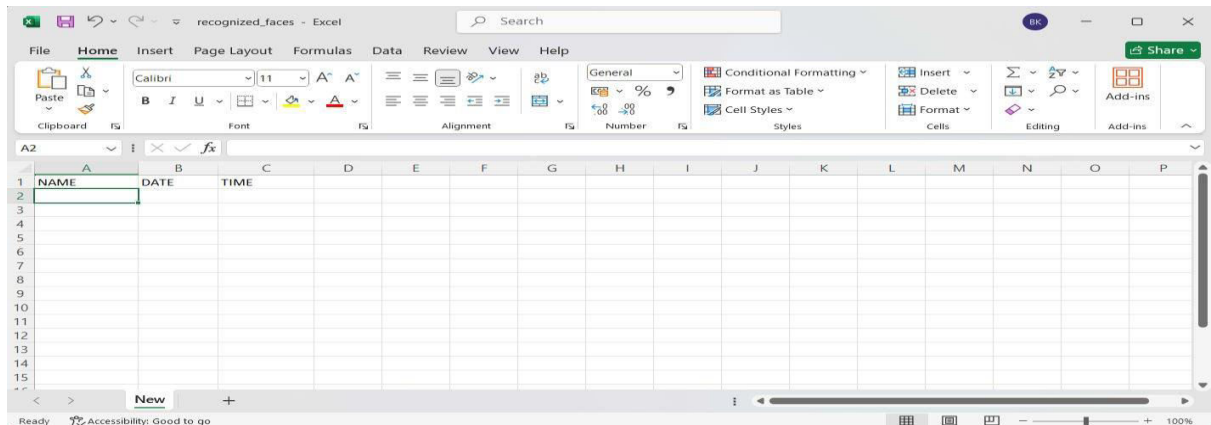 recognized_faces - Excel
Search
BK
File Home Insert Page Layout Formulas Data Review View Help
Share
Paste
Calibri 11 A^ A˅
B I U A
ab
General
% 9
.00
Conditional Formatting
Format as Table
Cell Styles
Insert
Delete
Format
Add-ins
Clipboard Font Alignment Number Styles Cells Editing Add-ins
A2 fx
A B C D E F G H I J K L M N O P
1 NAME DATE TIME
2
3
4
5
6
7
8
9
10
11
12
13
14
15
New +
Ready Accessibility: Good to go 100%